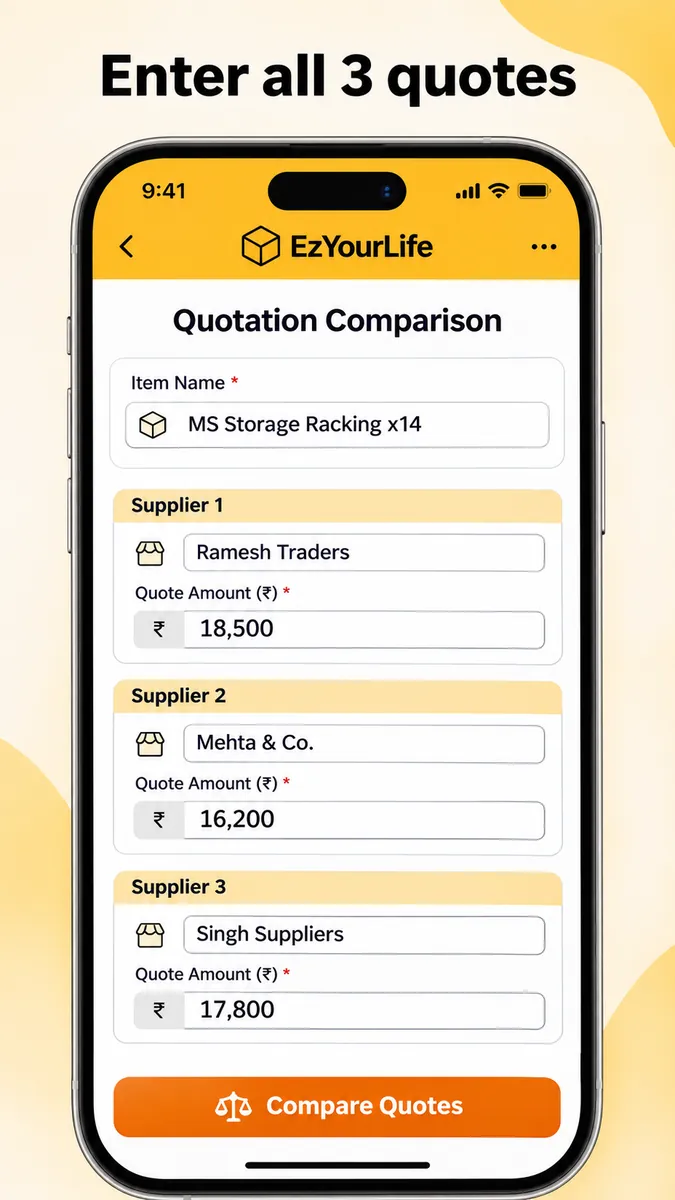 Enter all 3 quotes
9:41
EzYourLife
Quotation Comparison
Item Name *
MS Storage Racking x14
Supplier 1
Ramesh Traders
Quote Amount (₹) *
₹ 18,500
Supplier 2
Mehta & Co.
Quote Amount (₹) *
₹ 16,200
Supplier 3
Singh Suppliers
Quote Amount (₹) *
₹ 17,800
Compare Quotes